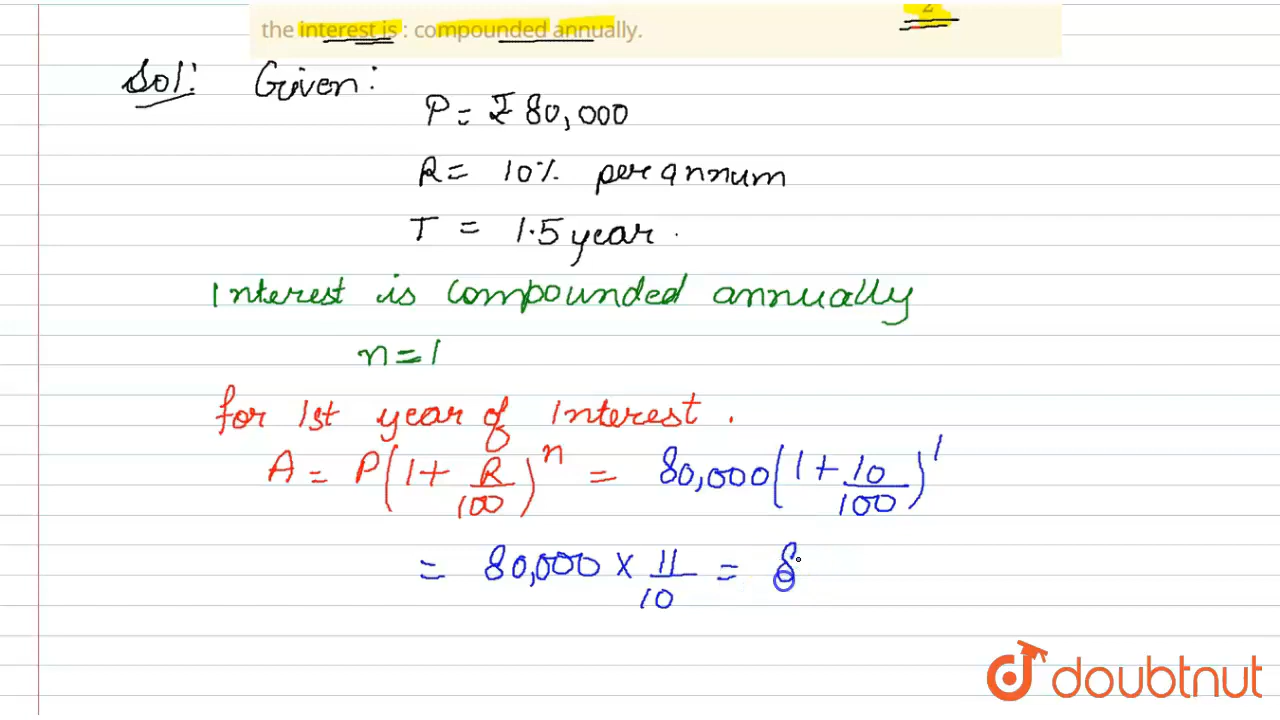 2
the interest is : compounded annually.
Sol: Given:
P = ₹ 80,000
R = 10% per annum
T = 1.5 year.
Interest is compounded annually
n = 1
for 1st year of interest.
A = P(1 + R/100)^n = 80,000(1 + 10/100)^1
= 80,000 × 11/10 = 8
doubtnut